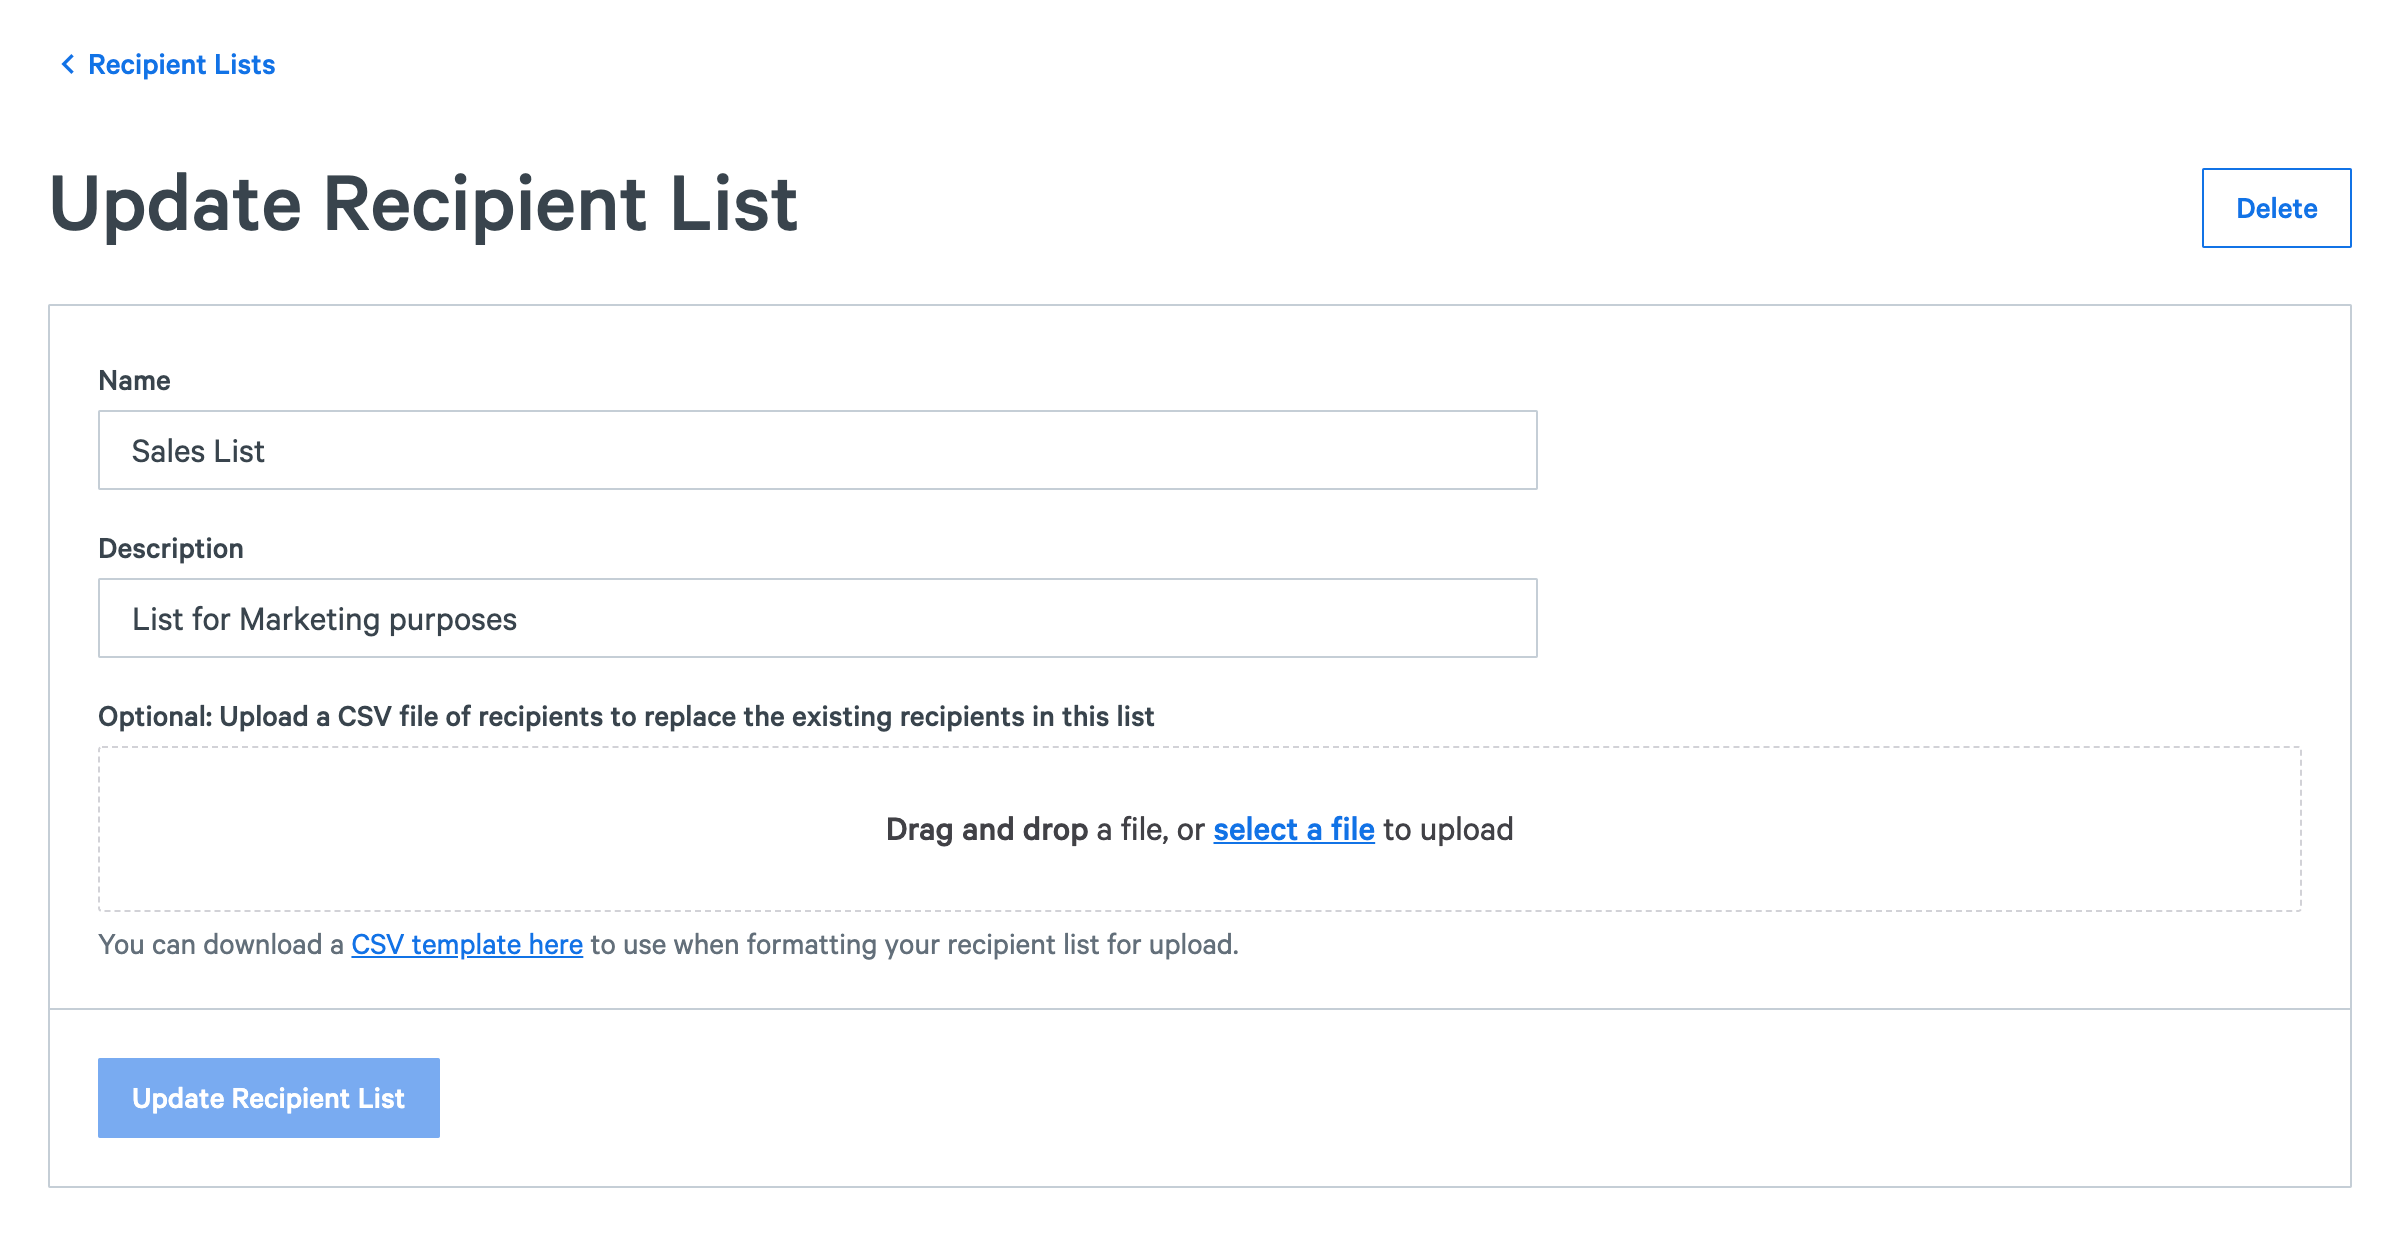 Recipient Lists
Update Recipient List
Delete
Name
Sales List
Description
List for Marketing purposes
Optional: Upload a CSV file of recipients to replace the existing recipients in this list
Drag and drop a file, or select a file to upload
You can download a CSV template here to use when formatting your recipient list for upload.
Update Recipient List